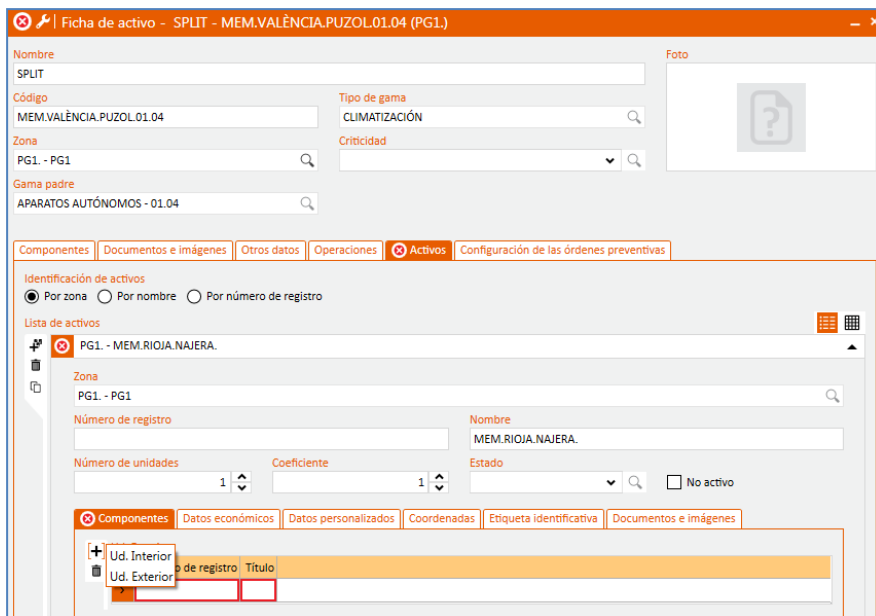 Ficha de activo - SPLIT - MEM.VALÈNCIA.PUZOL.01.04 (PG1.)
Nombre
Foto
SPLIT
Código
Tipo de gama
MEM.VALÈNCIA.PUZOL.01.04
CLIMATIZACIÓN
Zona
Criticidad
PG1. - PG1
Gama padre
APARATOS AUTÓNOMOS - 01.04
Componentes
Documentos e imágenes
Otros datos
Operaciones
Activos
Configuración de las órdenes preventivas
Identificación de activos
Por zona
Por nombre
Por número de registro
Lista de activos
PG1. - MEM.RIOJA.NAJERA.
Zona
PG1. - PG1
Número de registro
Nombre
MEM.RIOJA.NAJERA.
Número de unidades
Coeficiente
Estado
1
1
No activo
Componentes
Datos económicos
Datos personalizados
Coordenadas
Etiqueta identificativa
Documentos e imágenes
Ud. Interior
Ud. Exterior
o de registro
Título